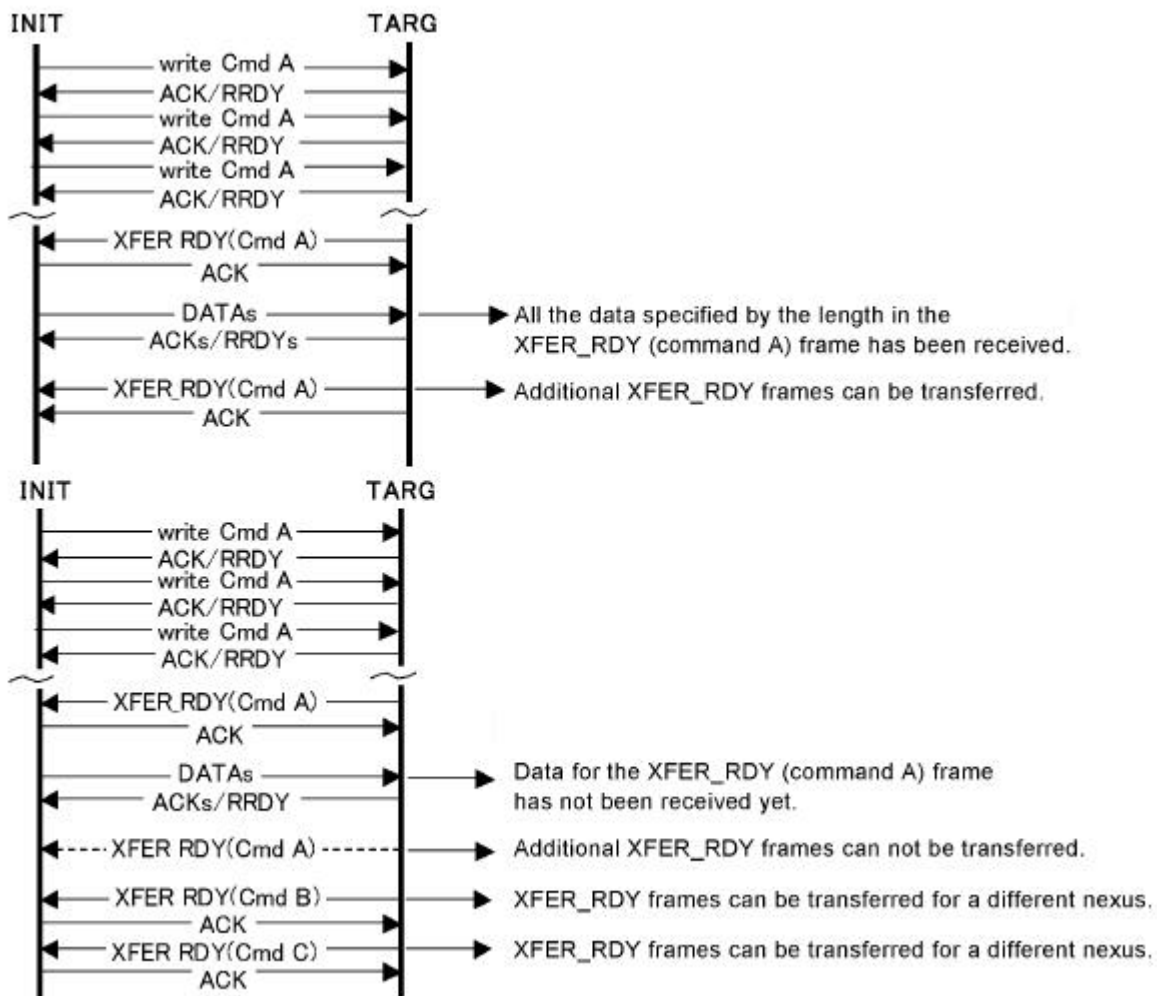 INIT TARG
write Cmd A
ACK/RRDY
write Cmd A
ACK/RRDY
write Cmd A
ACK/RRDY
XFER RDY(Cmd A)
ACK
DATAs All the data specified by the length in the
ACKs/RRDYs XFER_RDY (command A) frame has been received.
XFER_RDY(Cmd A) Additional XFER_RDY frames can be transferred.
ACK
INIT TARG
write Cmd A
ACK/RRDY
write Cmd A
ACK/RRDY
write Cmd A
ACK/RRDY
XFER_RDY(Cmd A)
ACK
DATAs Data for the XFER_RDY (command A) frame
ACKs/RRDY has not been received yet.
XFER RDY(Cmd A) Additional XFER_RDY frames can not be transferred.
XFER RDY(Cmd B) XFER_RDY frames can be transferred for a different nexus.
ACK
XFER RDY(Cmd C) XFER_RDY frames can be transferred for a different nexus.
ACK